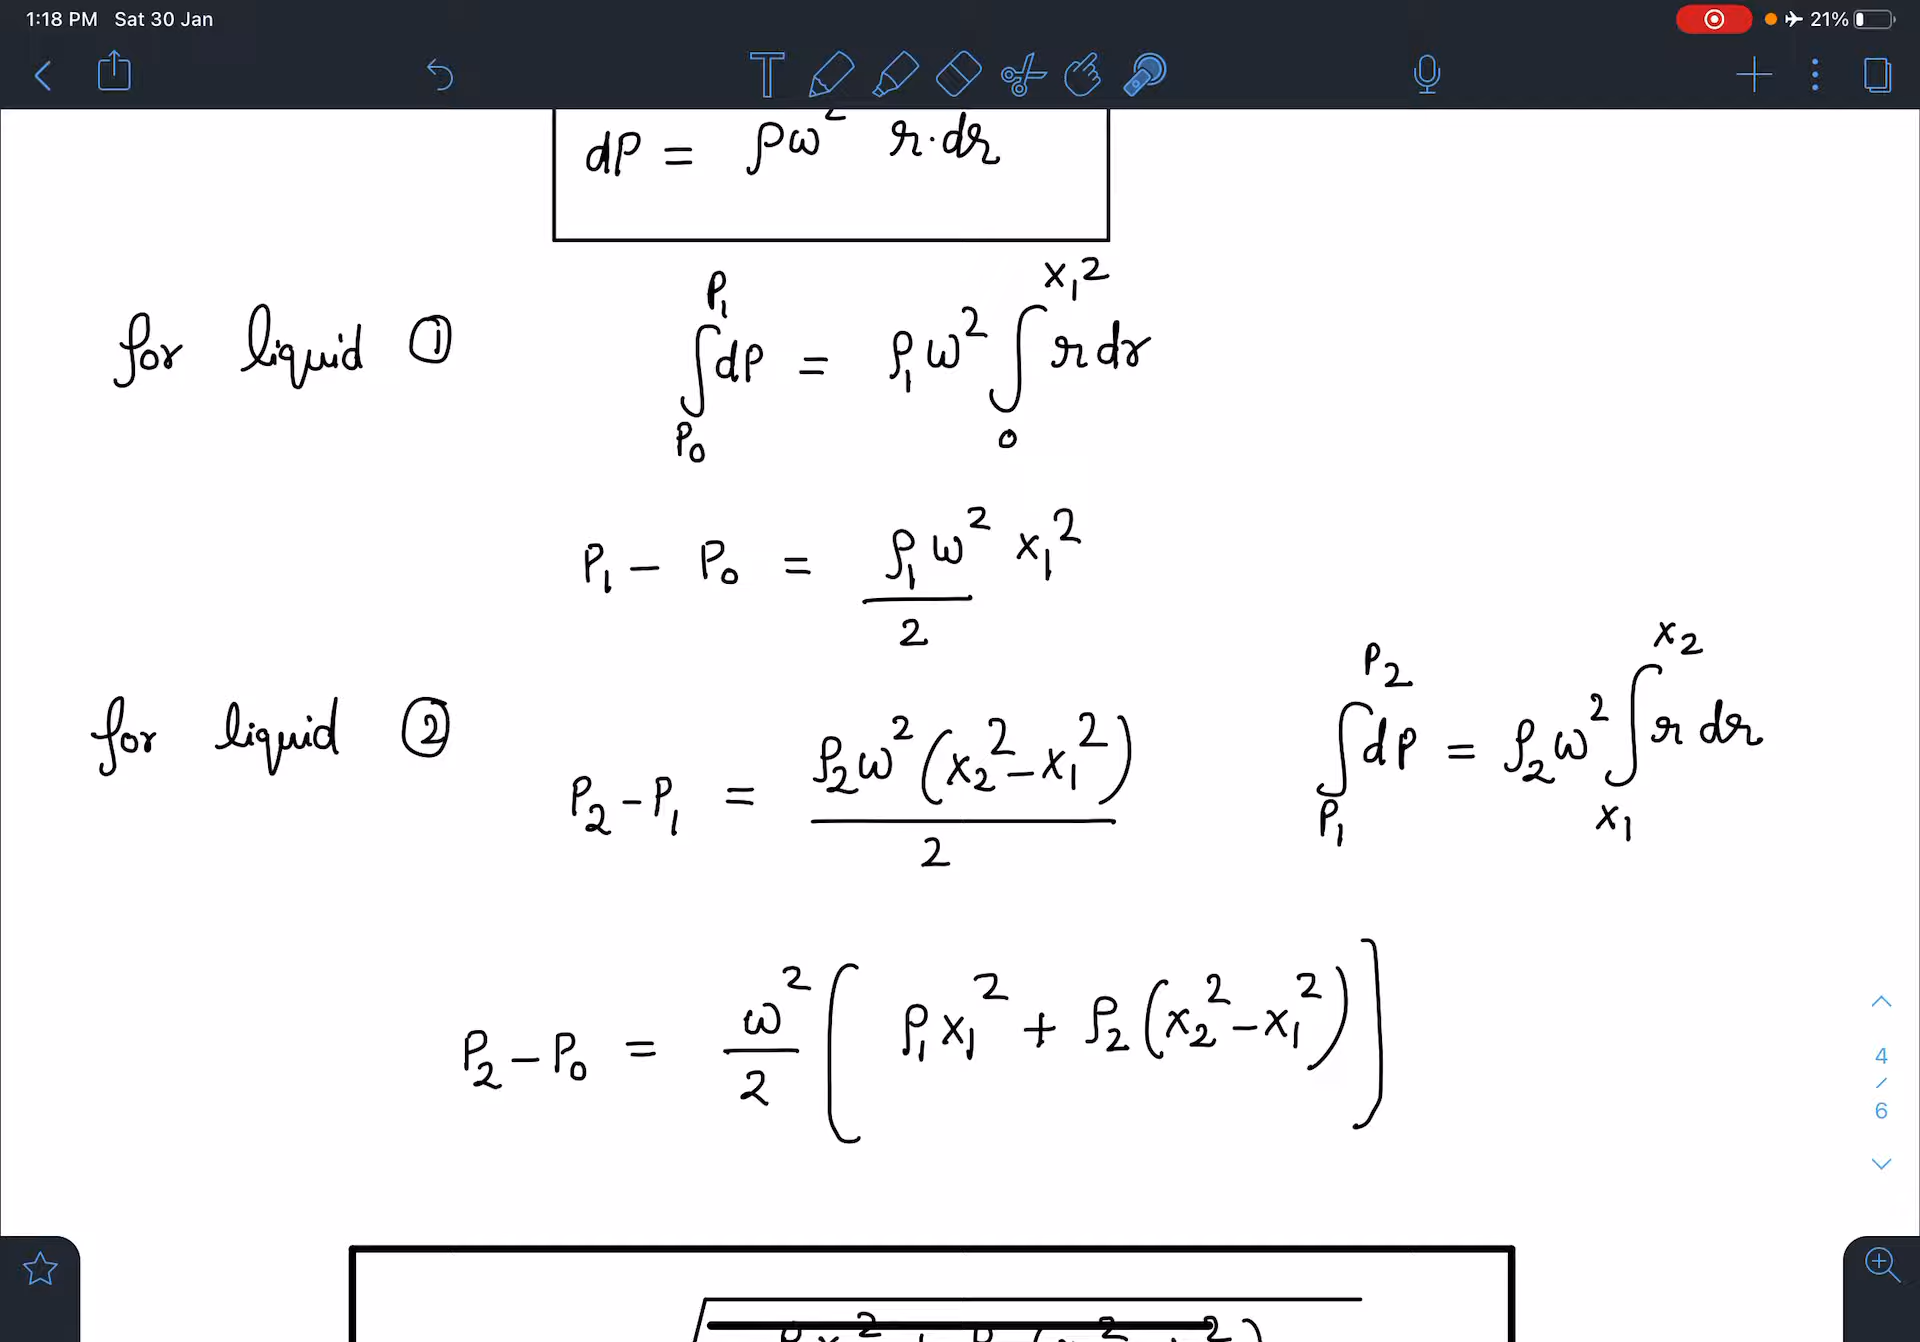 1:18 PM Sat 30 Jan 21%
T
dP = ρω² r.dr
for liquid ① ∫_{P₀}^{P₁} dP = ρ₁ω² ∫_{0}^{x₁2} r dr
P₁ - P₀ = ρ₁ω²/2 x₁²
for liquid ② P₂-P₁ = ρ₂ω²(x₂²-x₁²)/2 ∫_{P₁}^{P₂} dP = ρ₂ω² ∫_{x₁}^{x₂} r dr
P₂-P₀ = ω²/2 [ρ₁x₁² + ρ₂(x₂²-x₁²)]
4
/
6